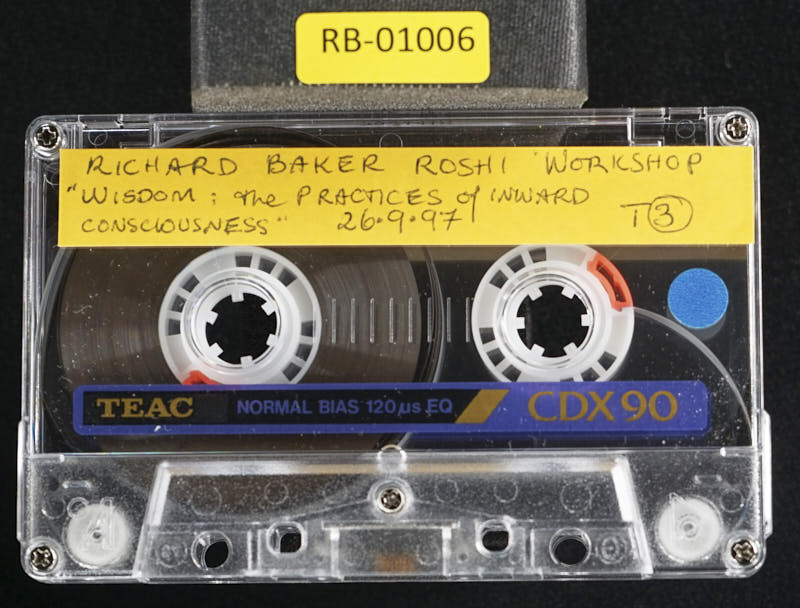 RB-01006
RICHARD BAKER ROSHI WORKSHOP
"WISDOM; the PRACTICES of INWARD
CONSCIOUSNESS" 26.9.97 T3
TEAC NORMAL BIAS 120μs EQ CDX90
A